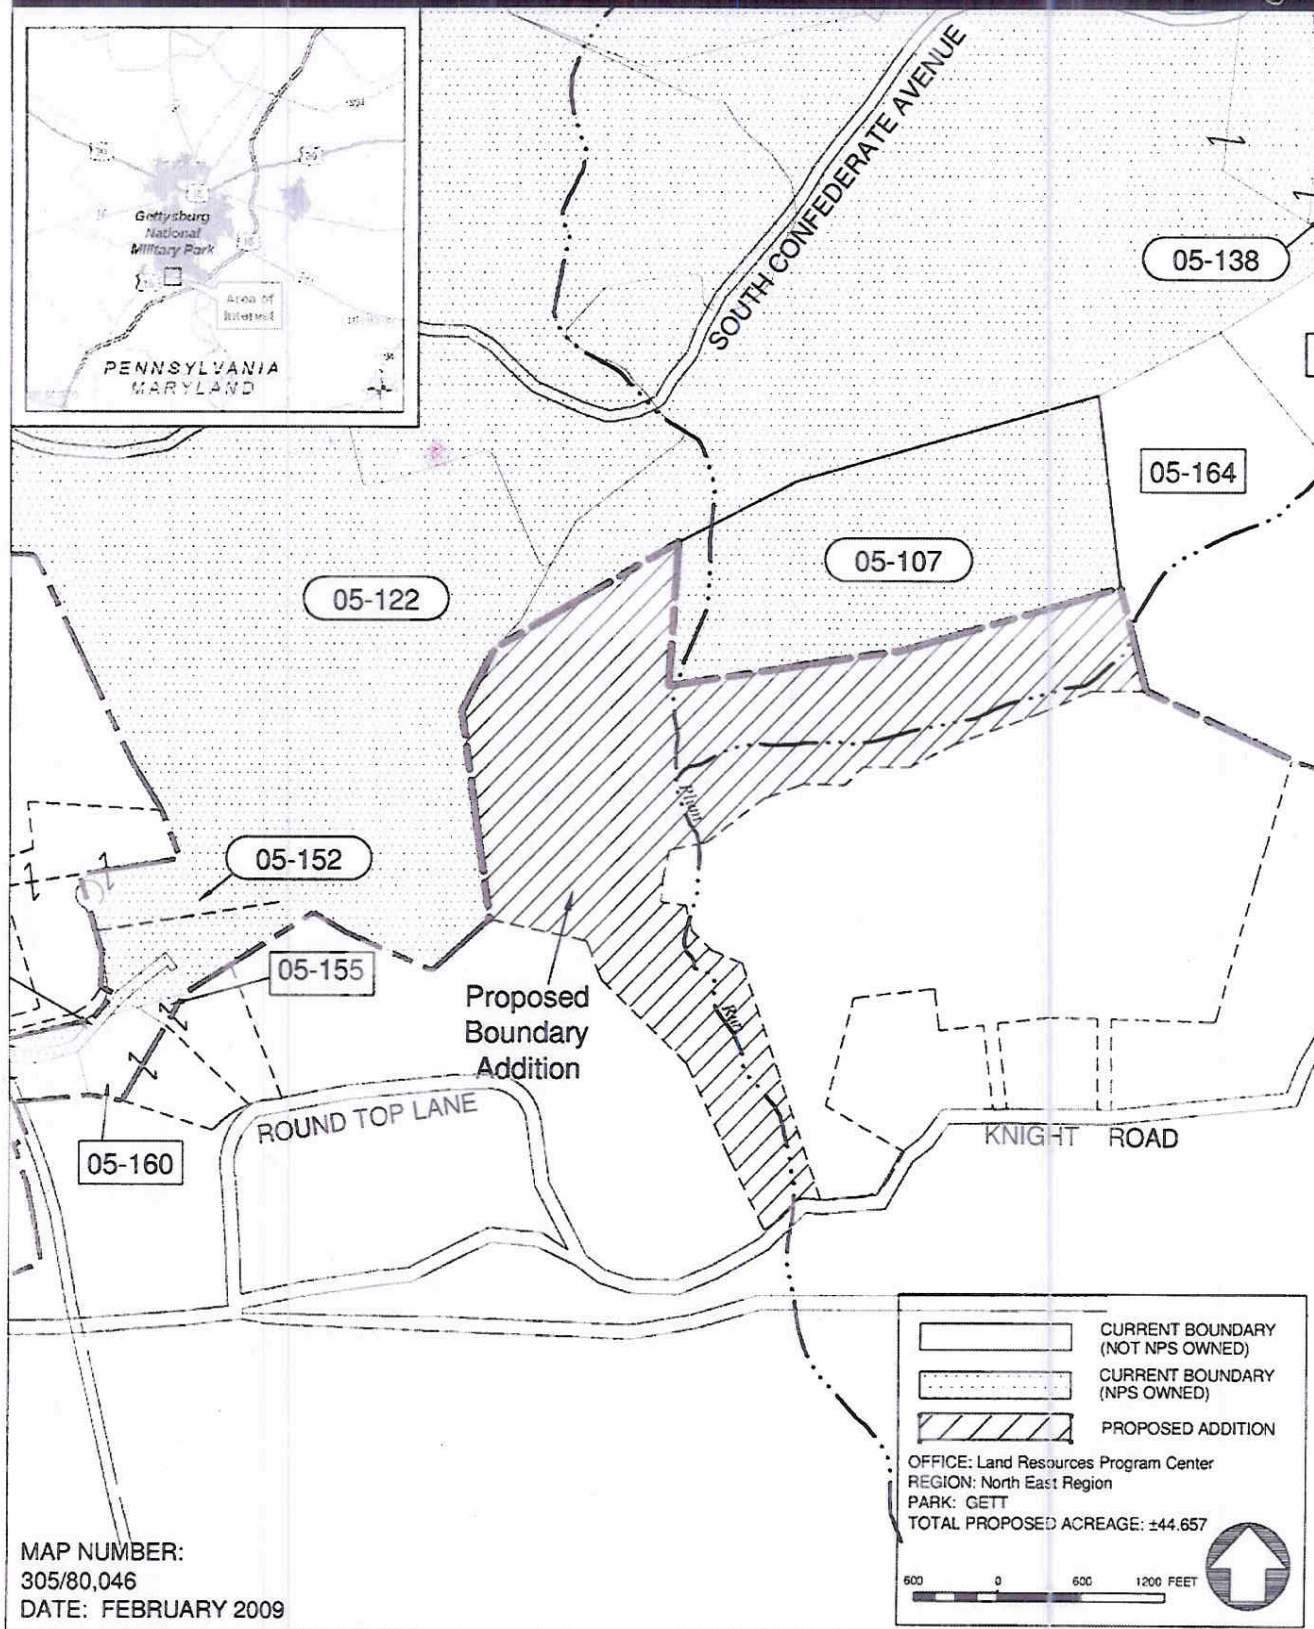 Gettysburg
National
Military Park
Area of
Interest
PENNSYLVANIA
MARYLAND
SOUTH CONFEDERATE AVENUE
05-138
05-164
05-107
05-122
05-152
05-155
Plum
Run
Proposed
Boundary
Addition
ROUND TOP LANE
KNIGHT ROAD
05-160
CURRENT BOUNDARY
(NOT NPS OWNED)
CURRENT BOUNDARY
(NPS OWNED)
PROPOSED ADDITION
OFFICE: Land Resources Program Center
REGION: North East Region
PARK: GETT
TOTAL PROPOSED ACREAGE: ±44.657
600 0 600 1200 FEET
MAP NUMBER:
305/80,046
DATE: FEBRUARY 2009